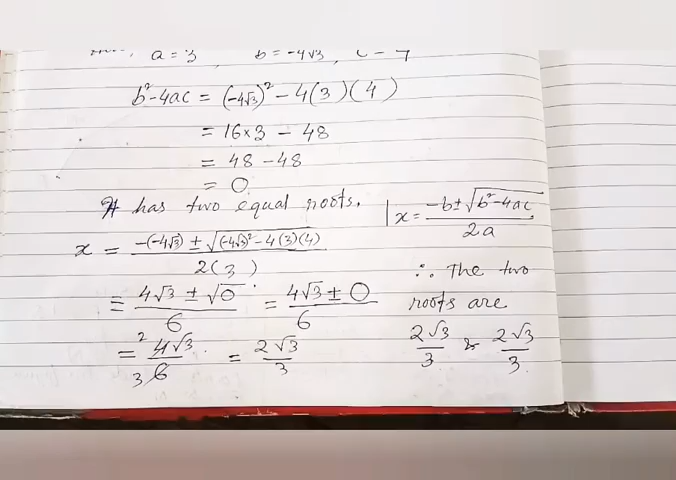 a = 3 b = -4√3, c = 4
b²-4ac = (-4√3)² - 4(3)(4)
= 16×3 - 48
= 48 - 48
= 0
It has two equal roots.
x = -(-4√3) ± √(-4√3)² - 4(3)(4) / 2(3)
= 4√3 ± √0 / 6 = 4√3 ± 0 / 6
= 4√3 / 6 = 2√3 / 3
2
3
x = -b ± √b²-4ac / 2a
∴ The two
roots are
2√3 / 3 & 2√3 / 3.